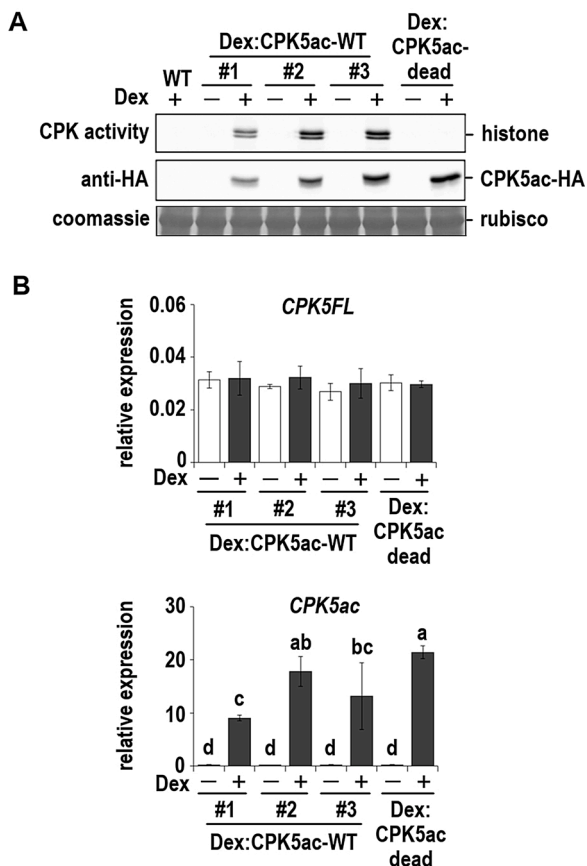 A
Dex:CPK5ac-WT
Dex:
CPK5ac-
dead
WT #1 #2 #3
Dex + – + – + – + – +
CPK activity histone
anti-HA CPK5ac-HA
coomassie rubisco
B
CPK5FL
relative expression
0.06
0.04
0.02
0
Dex – + – + – + – +
#1 #2 #3 Dex:
CPK5ac
dead
Dex:CPK5ac-WT
CPK5ac
relative expression
30
20
10
0
d c d ab d bc d a
Dex – + – + – + – +
#1 #2 #3 Dex:
CPK5ac
dead
Dex:CPK5ac-WT